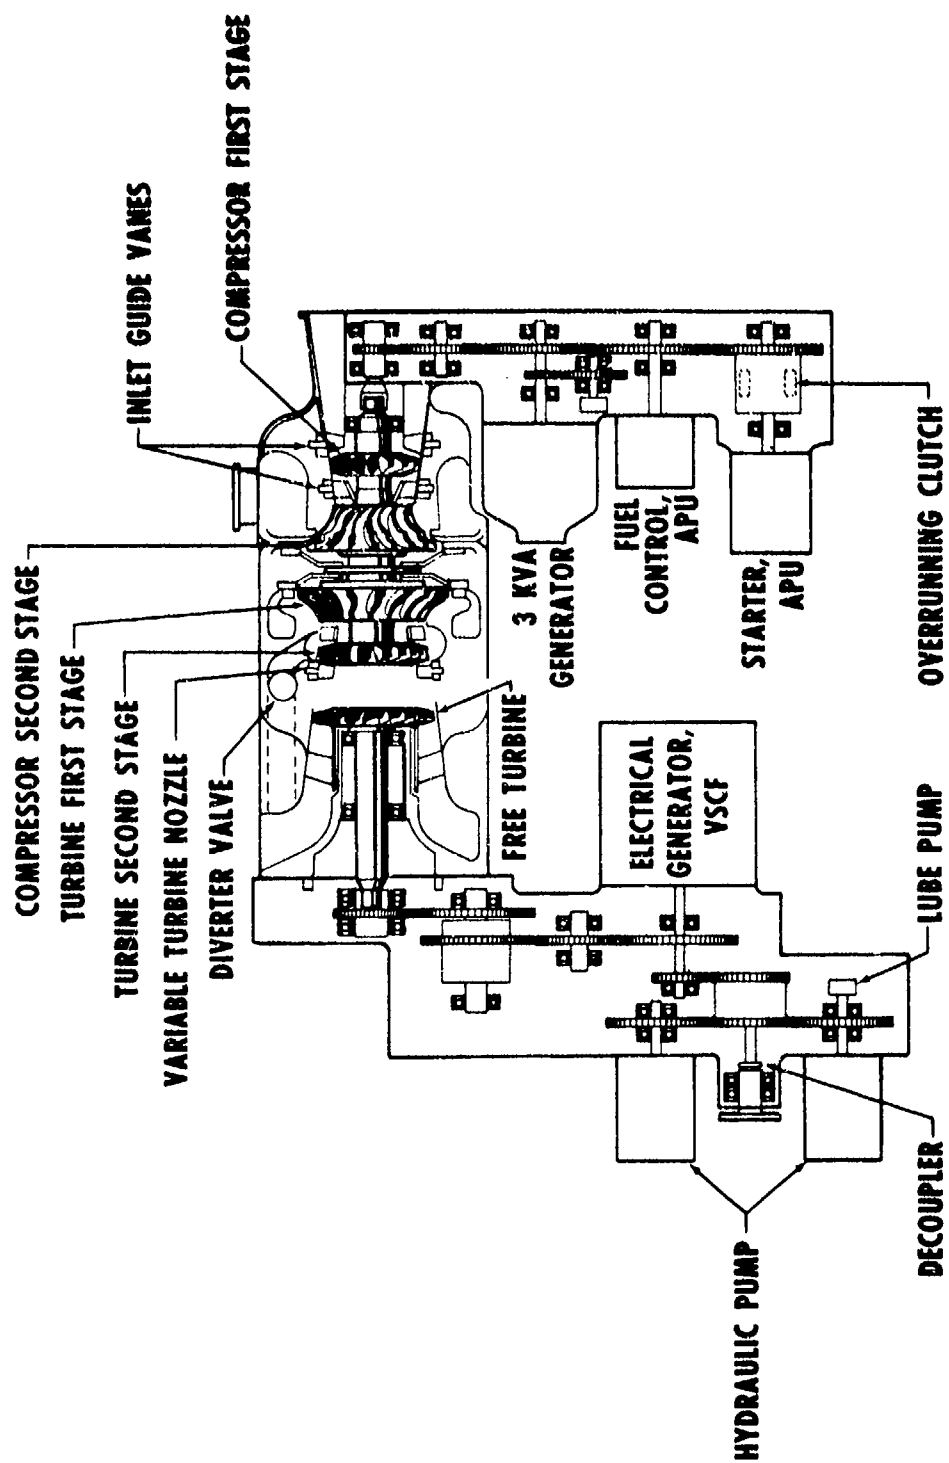 COMPRESSOR SECOND STAGE
TURBINE FIRST STAGE
TURBINE SECOND STAGE
VARIABLE TURBINE NOZZLE
DIVERTER VALVE
INLET GUIDE VANES
COMPRESSOR FIRST STAGE
FREE TURBINE
3 KVA
GENERATOR
FUEL
CONTROL,
APU
STARTER,
APU
OVERRUNNING CLUTCH
ELECTRICAL
GENERATOR,
VSCF
LUBE PUMP
HYDRAULIC PUMP
DECOUPLER